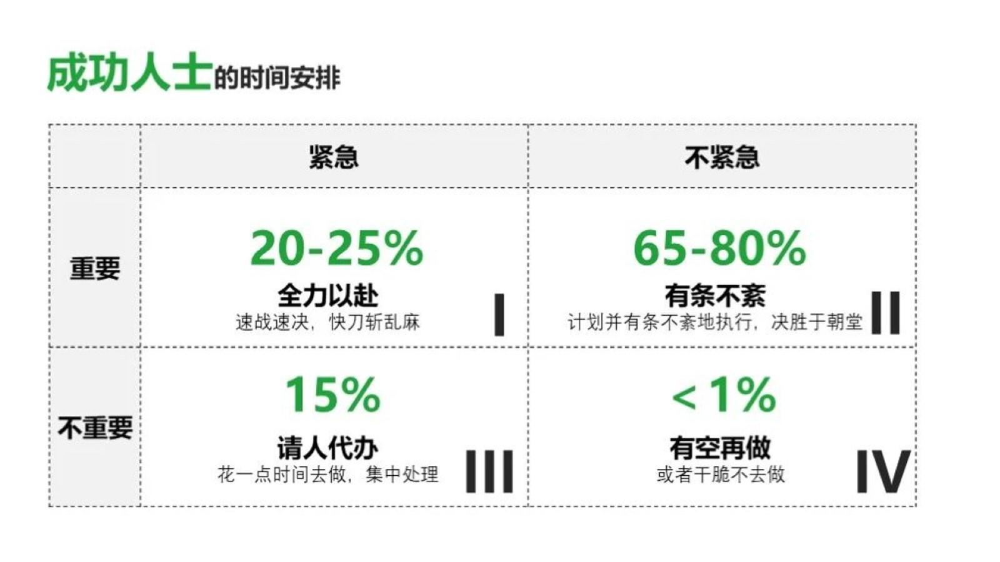 成功人士的时间安排
紧急 不紧急
重要
20-25%
全力以赴
速战速决，快刀斩乱麻
I
65-80%
有条不紊
计划并有条不紊地执行，决胜于朝堂
II
不重要
15%
请人代办
花一点时间去做，集中处理
III
<1%
有空再做
或者干脆不去做
IV